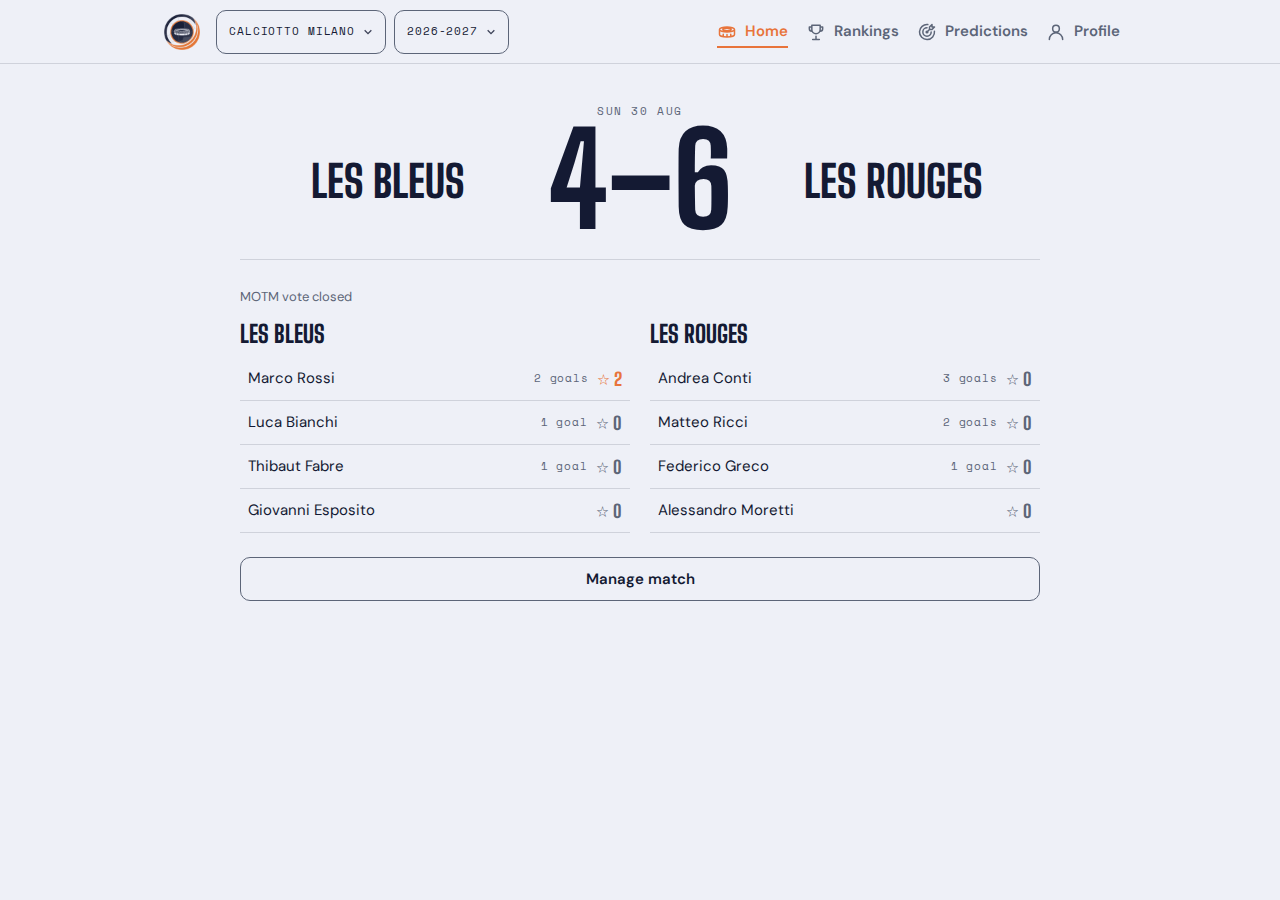 CALCIOTTO MILANO
2026-2027
Home
Rankings
Predictions
Profile
SUN 30 AUG
LES BLEUS
4–6
LES ROUGES
MOTM vote closed
LES BLEUS
Marco Rossi 2 goals ☆ 2
Luca Bianchi 1 goal ☆ 0
Thibaut Fabre 1 goal ☆ 0
Giovanni Esposito ☆ 0
LES ROUGES
Andrea Conti 3 goals ☆ 0
Matteo Ricci 2 goals ☆ 0
Federico Greco 1 goal ☆ 0
Alessandro Moretti ☆ 0
Manage match